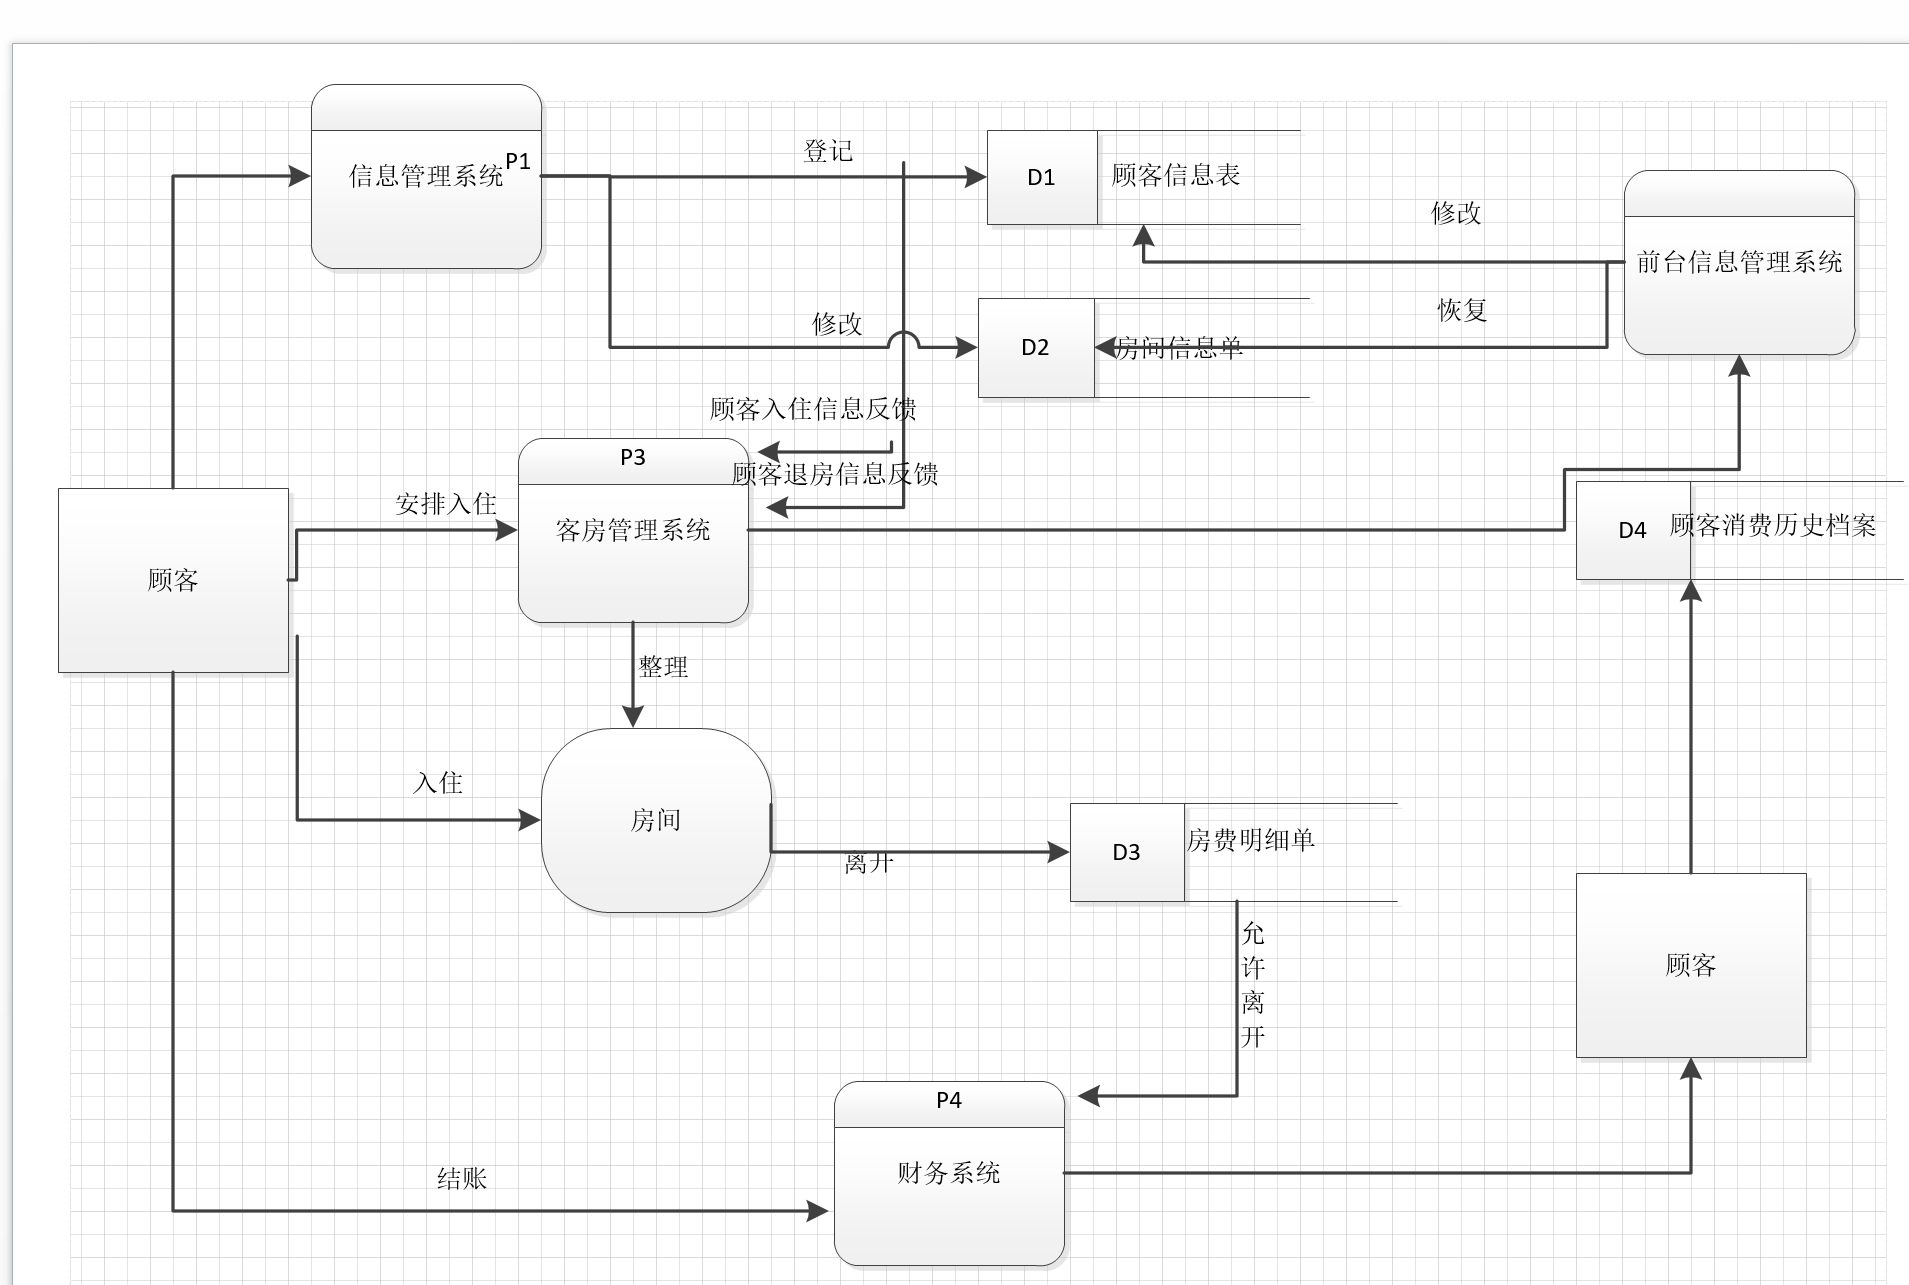 登记
P1
信息管理系统
D1
顾客信息表
修改
前台信息管理系统
恢复
修改
D2
房间信息单
顾客入住信息反馈
P3
顾客退房信息反馈
安排入住
客房管理系统
D4
顾客消费历史档案
顾客
整理
入住
房间
离开
D3
房费明细单
允
许
离
开
顾客
P4
财务系统
结账